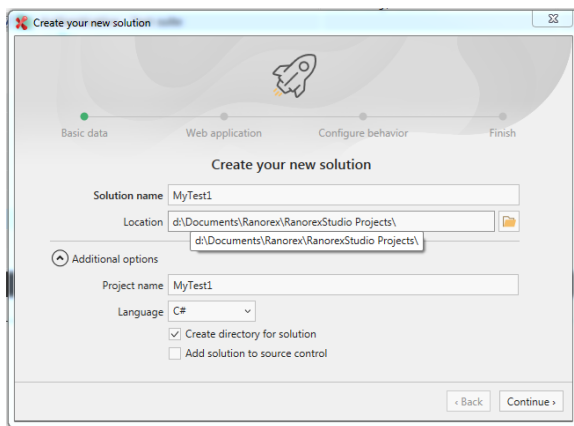 Create your new solution
Basic data
Web application
Configure behavior
Finish
Create your new solution
Solution name MyTest1
Location d:\Documents\Ranorex\RanorexStudio Projects\
d:\Documents\Ranorex\RanorexStudio Projects\
Additional options
Project name MyTest1
Language C#
Create directory for solution
Add solution to source control
‹ Back Continue ›